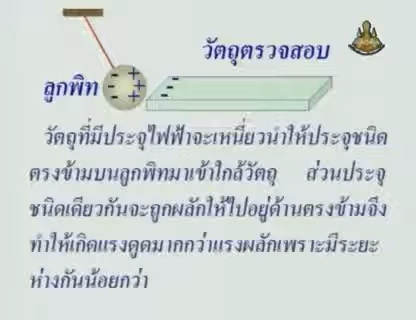 วัตถุตรวจสอบ
ลูกพิท
วัตถุที่มีประจุไฟฟ้าจะเหนี่ยวนำให้ประจุชนิด
ตรงข้ามบนลูกพิทมาเข้าใกล้วัตถุ ส่วนประจุ
ชนิดเดียวกันจะถูกผลักให้ไปอยู่ด้านตรงข้ามจึง
ทำให้เกิดแรงดูดมากกว่าแรงผลักเพราะมีระยะ
ห่างกันน้อยกว่า